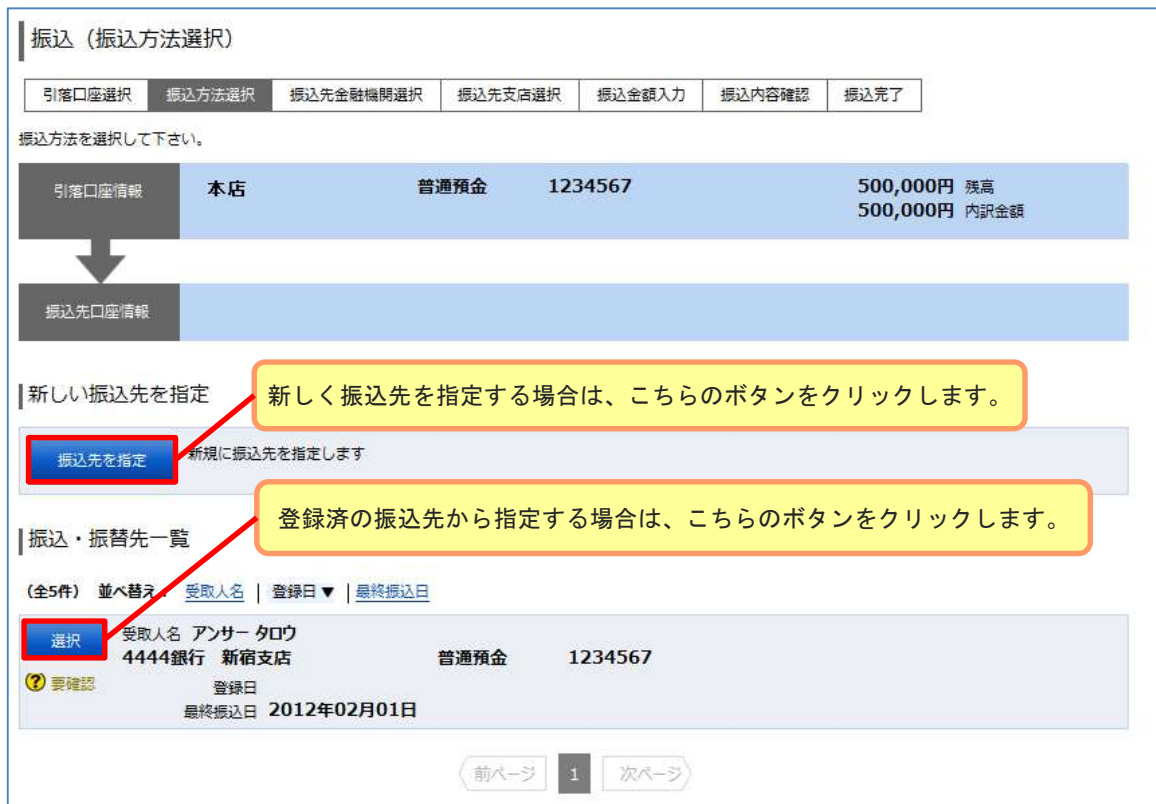 振込（振込方法選択）
引落口座選択 振込方法選択 振込先金融機関選択 振込先支店選択 振込金額入力 振込内容確認 振込完了
振込方法を選択して下さい。
引落口座情報 本店 普通預金 1234567 500,000円 残高
500,000円 内訳金額
振込先口座情報
新しい振込先を指定
新しく振込先を指定する場合は、こちらのボタンをクリックします。
振込先を指定 新規に振込先を指定します
登録済の振込先から指定する場合は、こちらのボタンをクリックします。
振込・振替先一覧
（全5件） 並べ替え： 受取人名 | 登録日▼ | 最終振込日
選択 受取人名 アンサー タロウ
4444銀行 新宿支店 普通預金 1234567
? 要確認 登録日
最終振込日 2012年02月01日
前ページ 1 次ページ